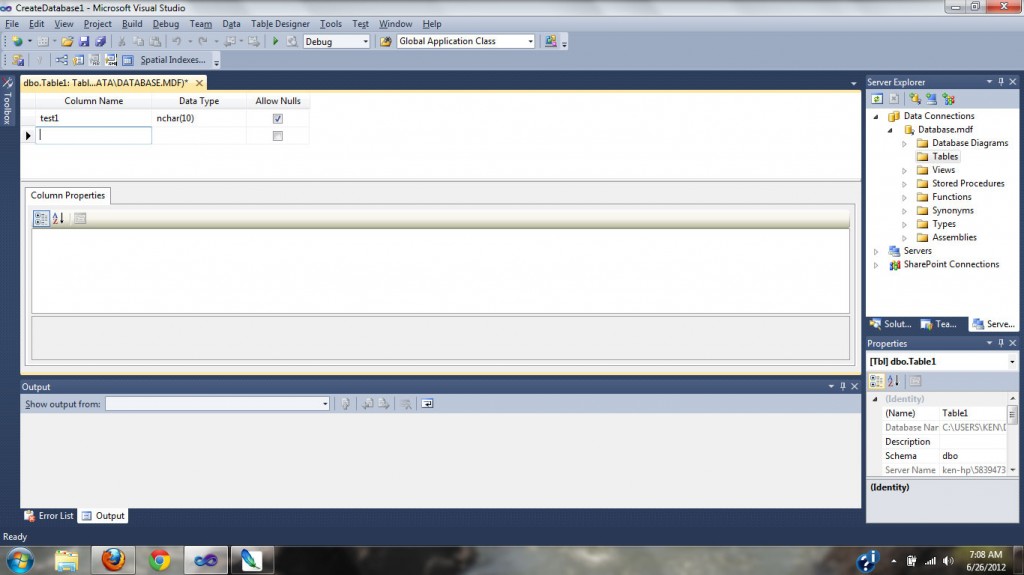 CreateDatabase1 - Microsoft Visual Studio
File Edit View Project Build Debug Team Data Table Designer Tools Test Window Help
Debug Global Application Class
Spatial Indexes...
Toolbox
dbo.Table1: Tabl...ATA\DATABASE.MDF)*
Column Name Data Type Allow Nulls
test1 nchar(10)
Column Properties
Output
Show output from:
Error List Output
Ready
Server Explorer
Data Connections
Database.mdf
Database Diagrams
Tables
Views
Stored Procedures
Functions
Synonyms
Types
Assemblies
Servers
SharePoint Connections
Solut... Tea... Serve...
Properties
[Tbl] dbo.Table1
(Identity)
(Name) Table1
Database Nar C:\USERS\KEN\D
Description
Schema dbo
Server Name ken-hp\5839473
(Identity)
7:08 AM
6/26/2012